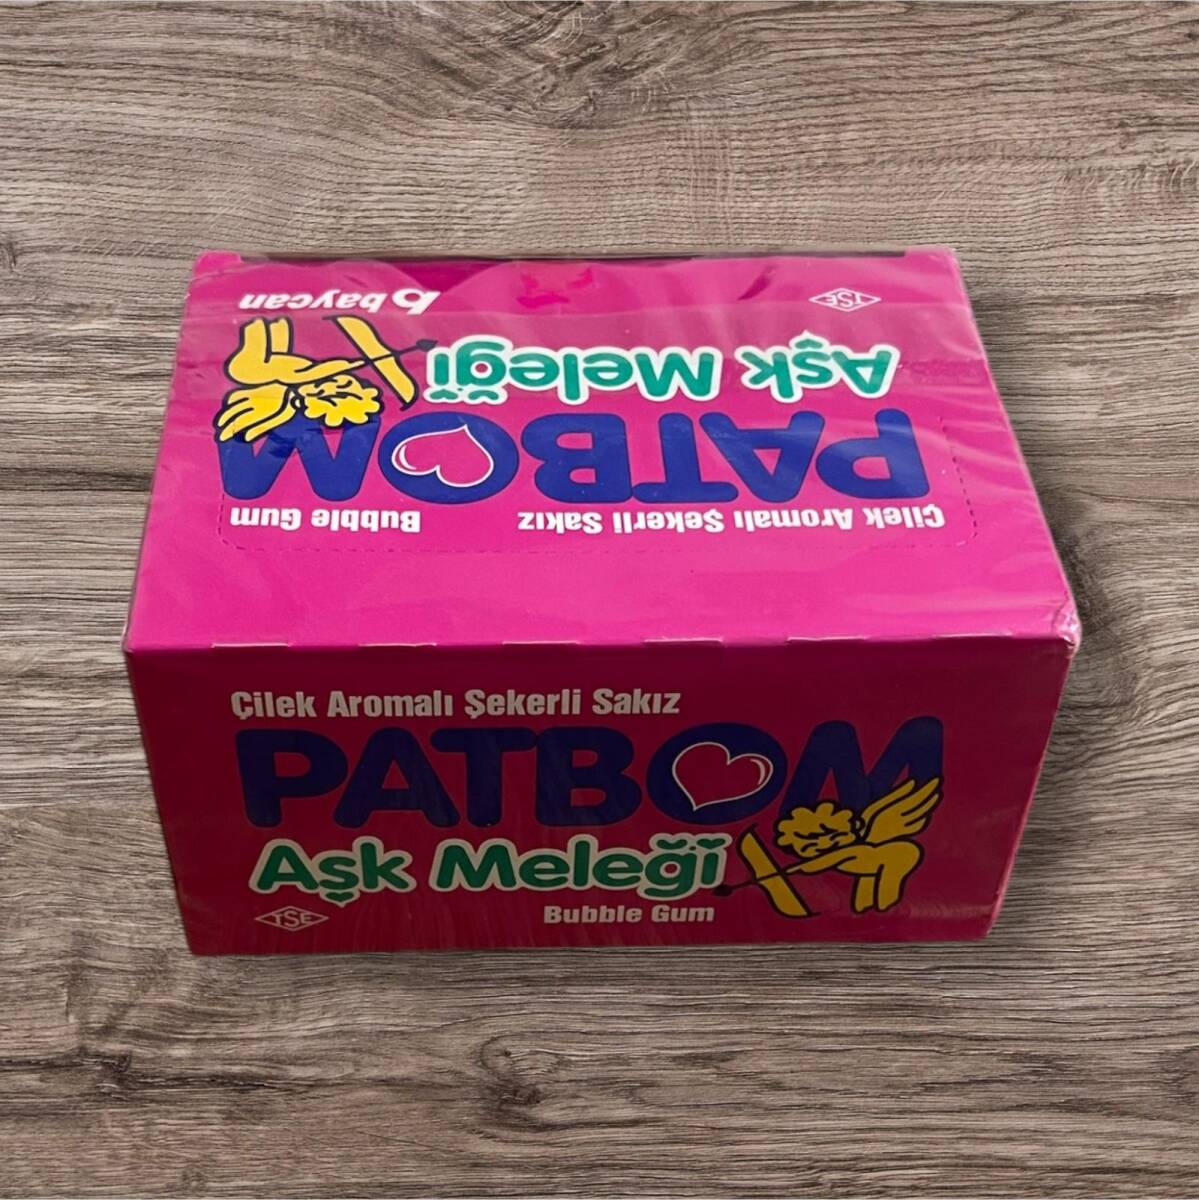 b baycan
TSE
Aşk Meleği
PATBOM
Çilek Aromalı Şekerli Sakız
Bubble Gum
Çilek Aromalı Şekerli Sakız
PATBOM
Aşk Meleği
TSE
Bubble Gum